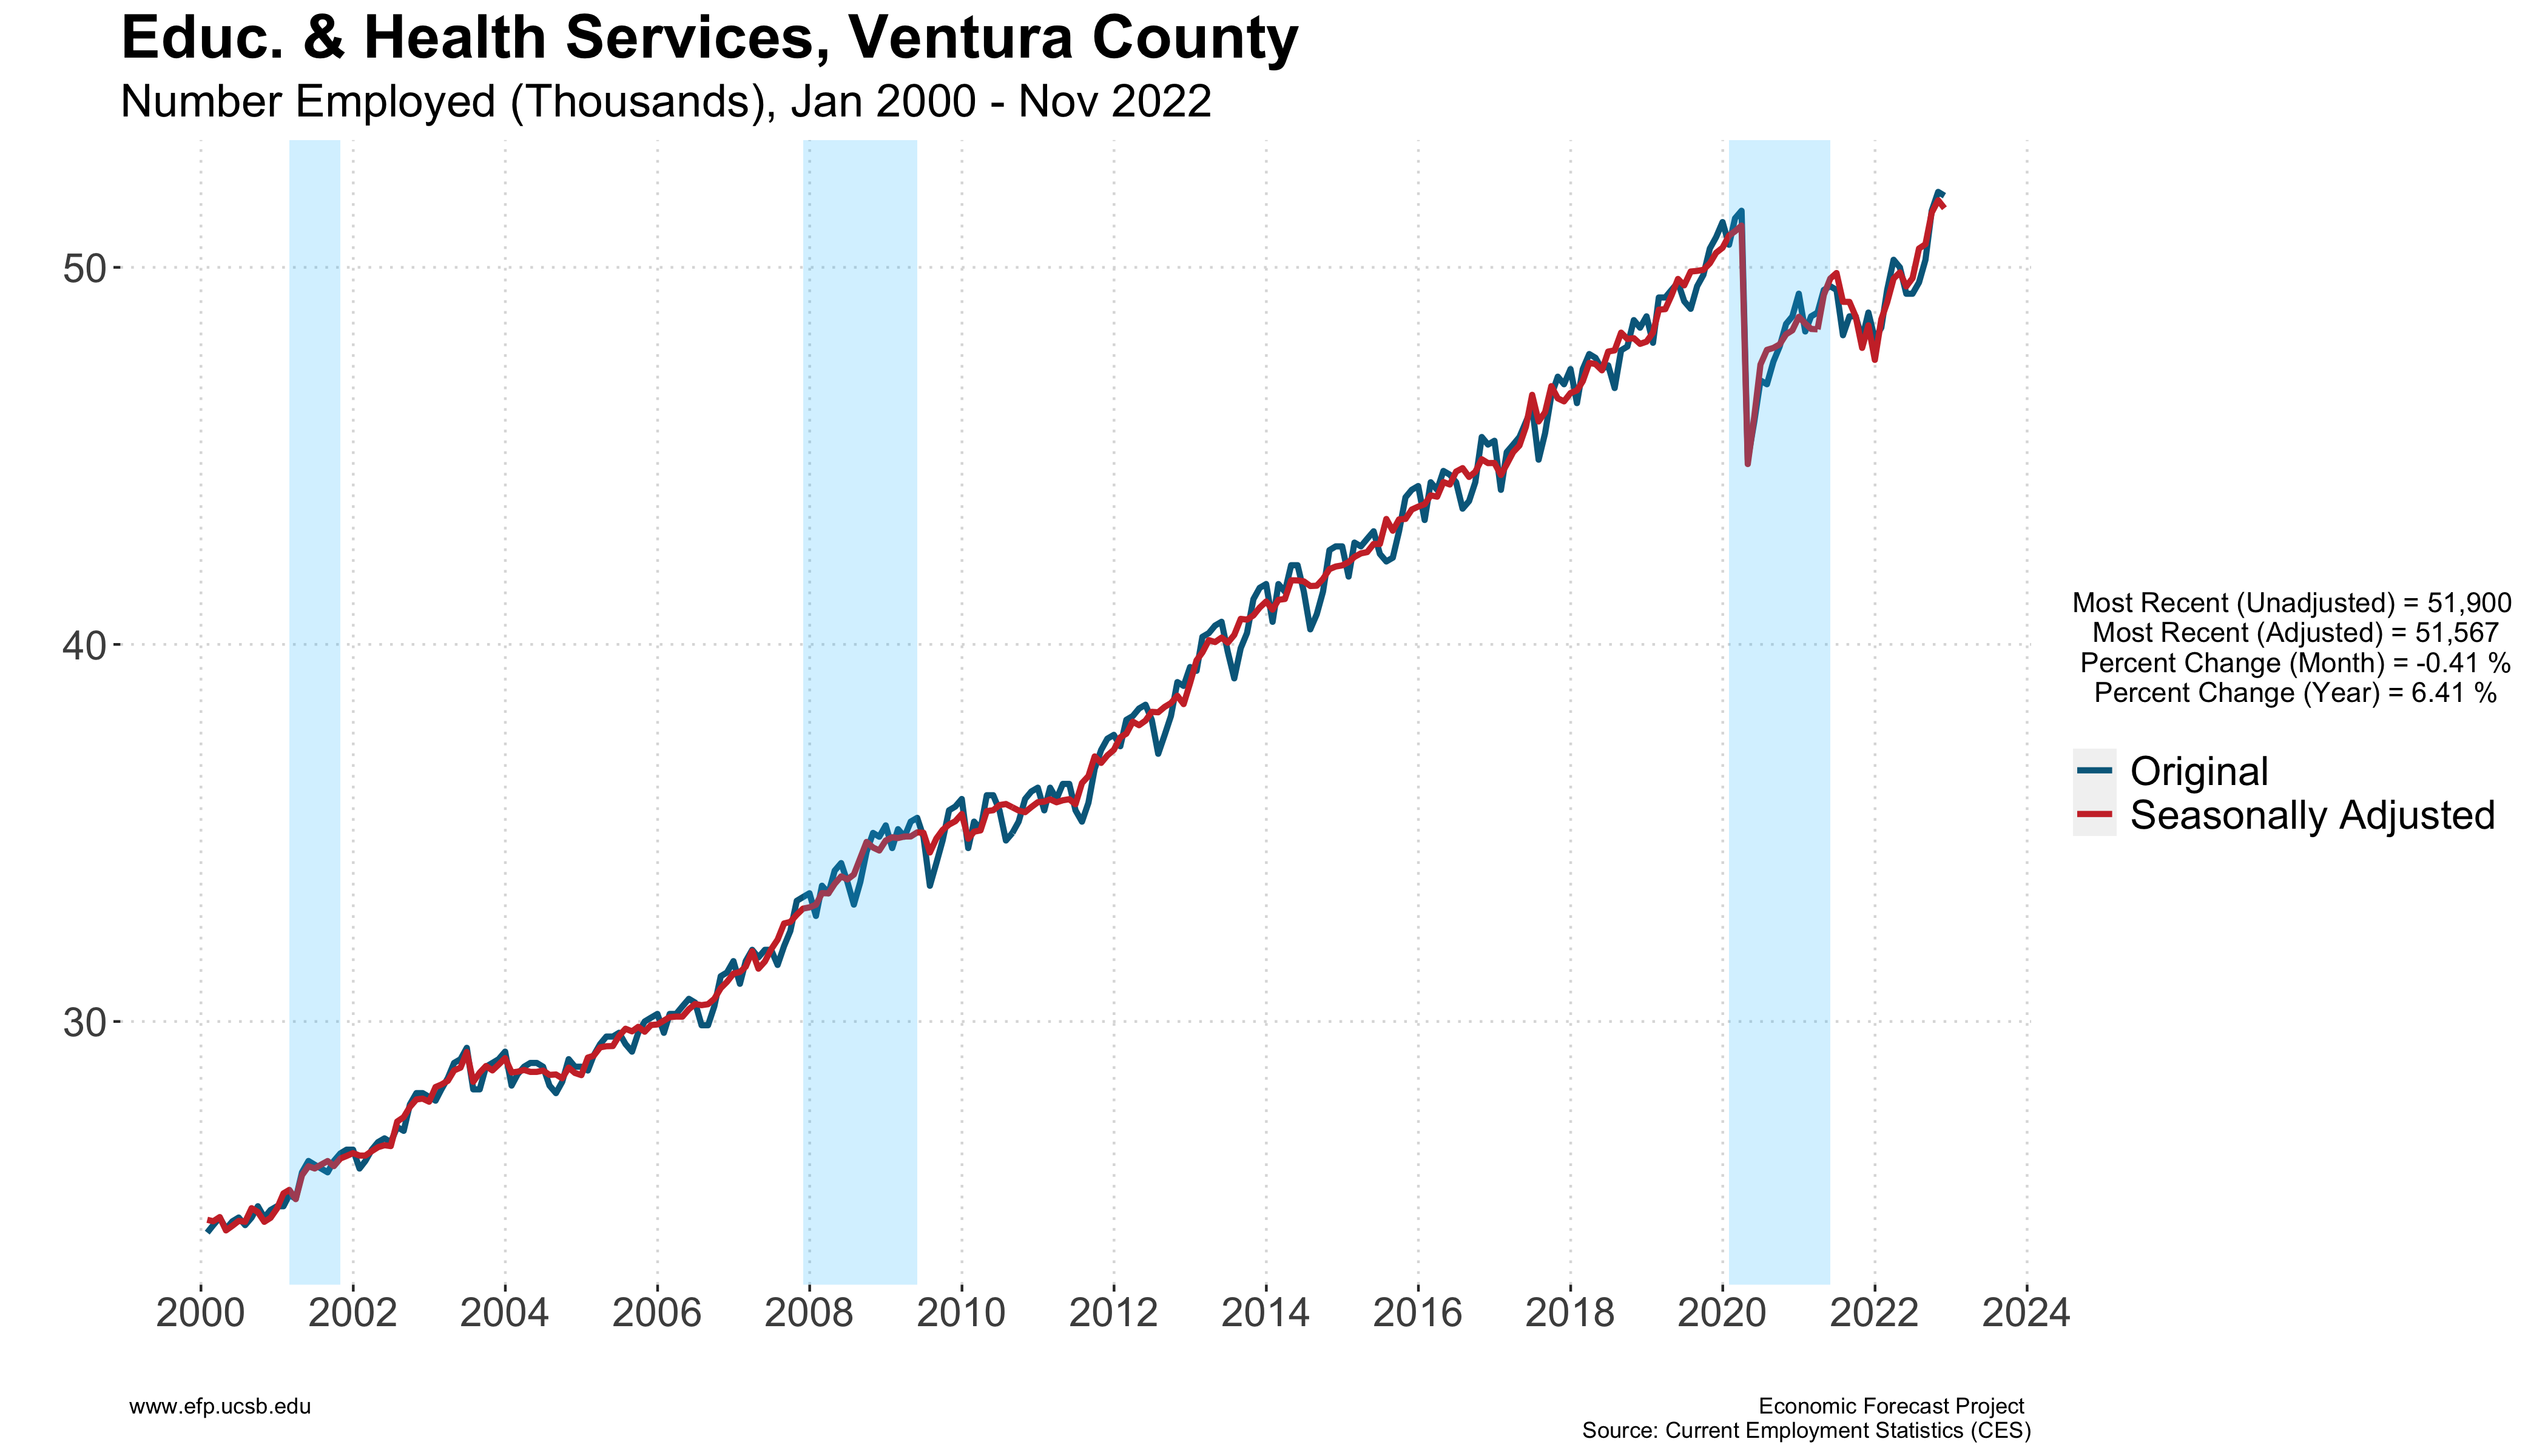 Educ. & Health Services, Ventura County
Number Employed (Thousands), Jan 2000 - Nov 2022
50
40
30
2000 2002 2004 2006 2008 2010 2012 2014 2016 2018 2020 2022 2024
Most Recent (Unadjusted) = 51,900
Most Recent (Adjusted) = 51,567
Percent Change (Month) = -0.41 %
Percent Change (Year) = 6.41 %
Original
Seasonally Adjusted
www.efp.ucsb.edu
Economic Forecast Project
Source: Current Employment Statistics (CES)